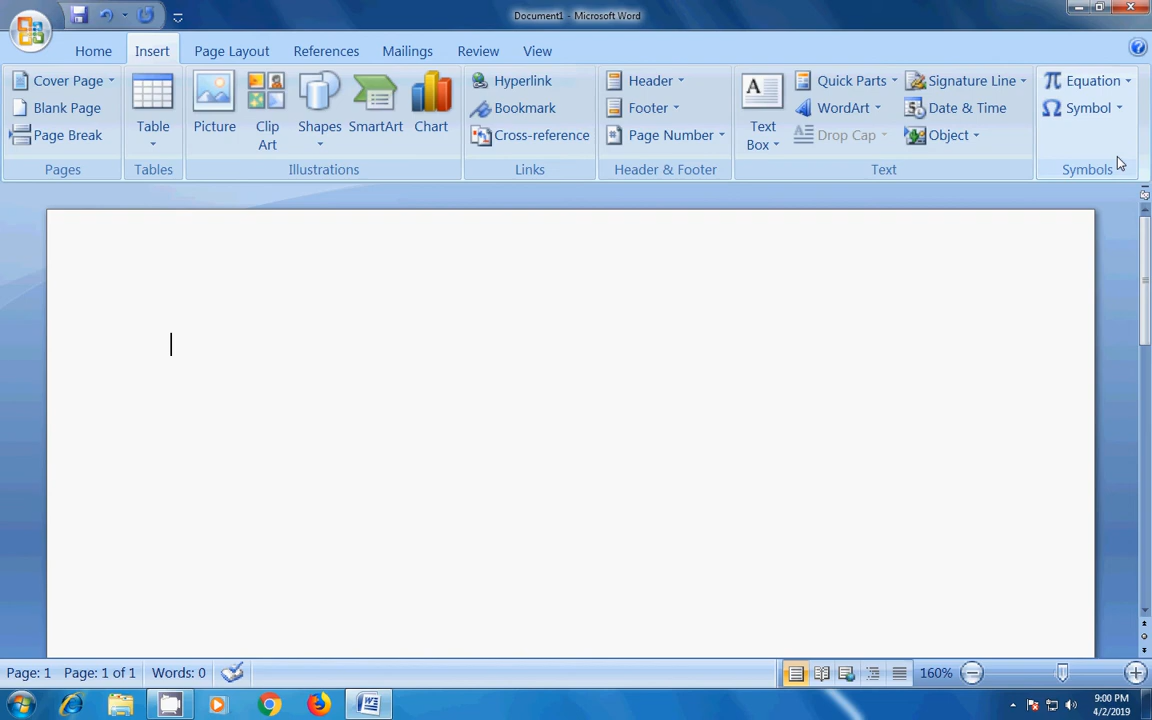 Document1 - Microsoft Word
Home Insert Page Layout References Mailings Review View
Cover Page
Blank Page
Page Break
Pages
Table
Tables
Picture
Clip
Art
Shapes
SmartArt
Chart
Illustrations
Hyperlink
Bookmark
Cross-reference
Links
Header
Footer
Page Number
Header & Footer
Text
Box
Quick Parts
WordArt
Drop Cap
Signature Line
Date & Time
Object
Text
Equation
Symbol
Symbols
Page: 1 Page: 1 of 1 Words: 0 160%
9:00 PM
4/2/2019